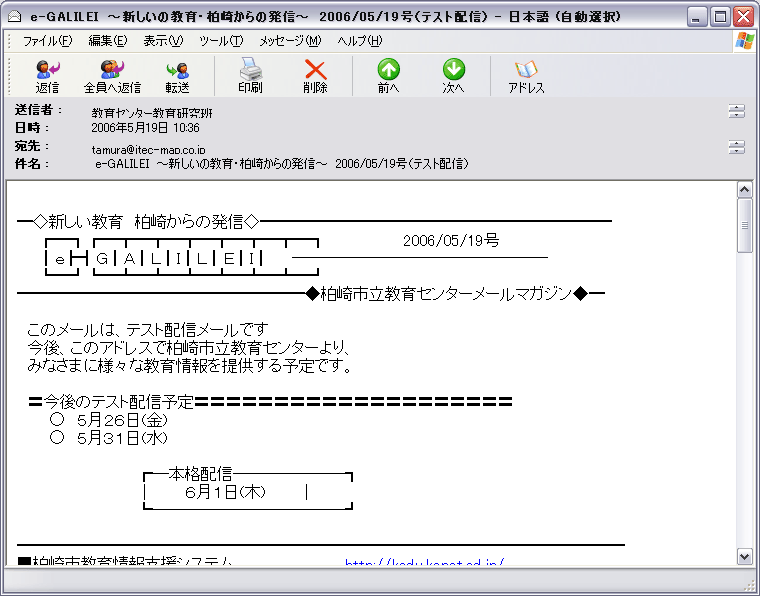 e-GALILEI ～新しいの教育・柏崎からの発信～ 2006/05/19号(テスト配信) - 日本語 (自動選択)
ファイル(F) 編集(E) 表示(V) ツール(T) メッセージ(M) ヘルプ(H)
返信 全員へ返信 転送 印刷 削除 前へ 次へ アドレス
送信者： 教育センター教育研究班
日時： 2006年5月19日 10:36
宛先： tamura@itec-map.co.jp
件名： e-GALILEI ～新しいの教育・柏崎からの発信～ 2006/05/19号(テスト配信)
━◇新しい教育 柏崎からの発信◇━━━━━━━━━━━━━━━━━━━━━━
2006/05/19号
e ┣┫G┃A┃L┃I┃L┃E┃I┃
━━━━━━━━━━━━━━━━━━◆柏崎市立教育センターメールマガジン◆━
このメールは、テスト配信メールです
今後、このアドレスで柏崎市立教育センターより、
みなさまに様々な教育情報を提供する予定です。
〓今後のテスト配信予定〓〓〓〓〓〓〓〓〓〓〓〓〓〓〓〓〓〓〓〓
○ ５月２６日(金)
○ ５月３１日(水)
┏━本格配信━━━━━━━┓
┃ ６月１日(木) ┃
■柏崎市教育情報支援システム http://kedu.kenet.ed.jp/